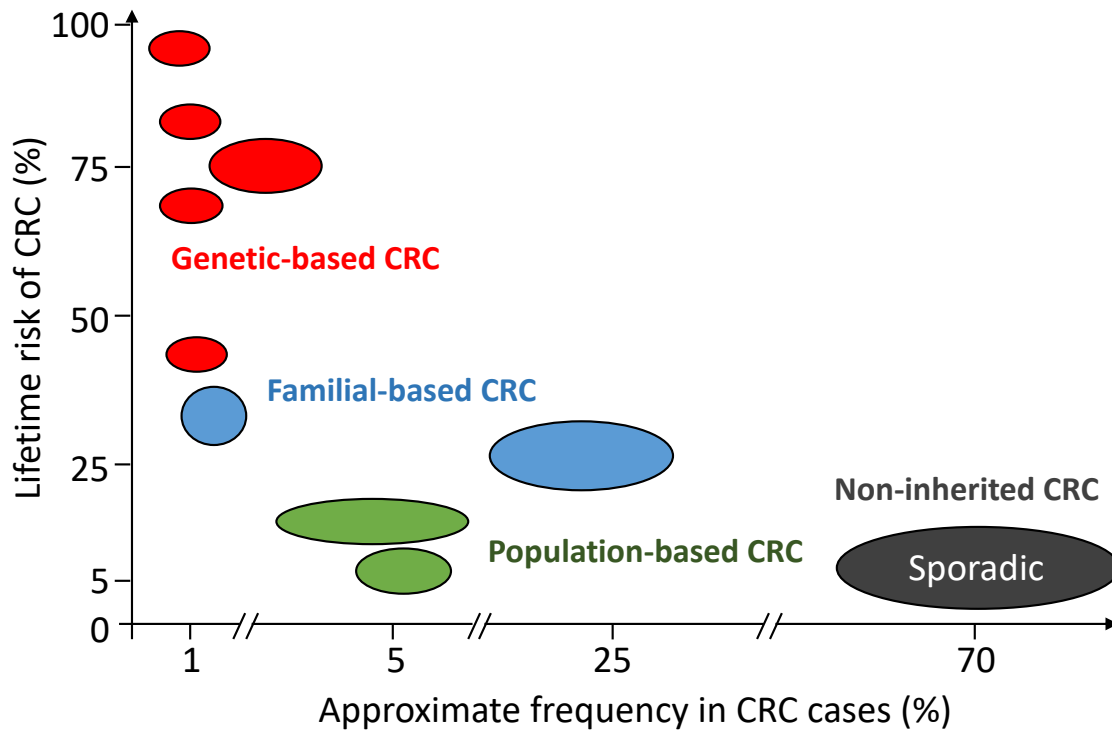 100
75
50
25
5
0
Lifetime risk of CRC (%)
Genetic-based CRC
Familial-based CRC
Non-inherited CRC
Population-based CRC
Sporadic
1
5
25
70
Approximate frequency in CRC cases (%)